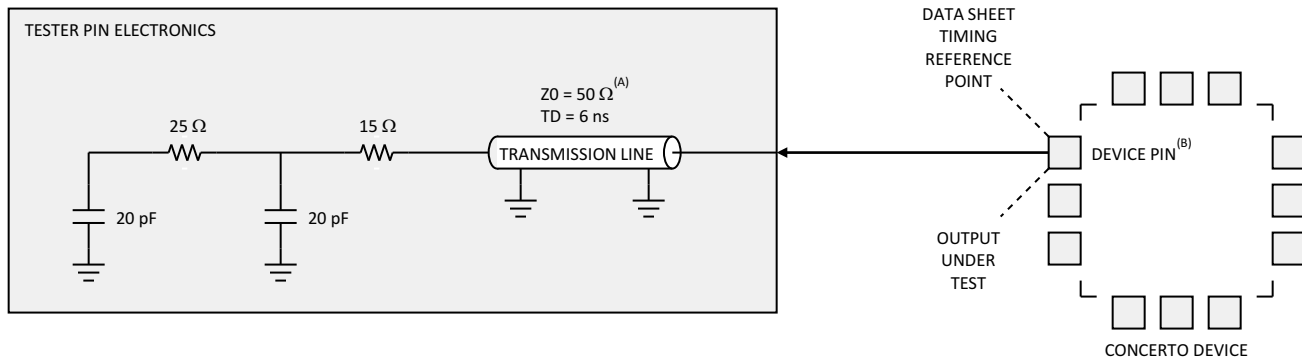 TESTER PIN ELECTRONICS
DATA SHEET
TIMING
REFERENCE
POINT
Z0 = 50 Ω(A)
TD = 6 ns
25 Ω
15 Ω
TRANSMISSION LINE
DEVICE PIN(B)
20 pF
20 pF
OUTPUT
UNDER
TEST
CONCERTO DEVICE